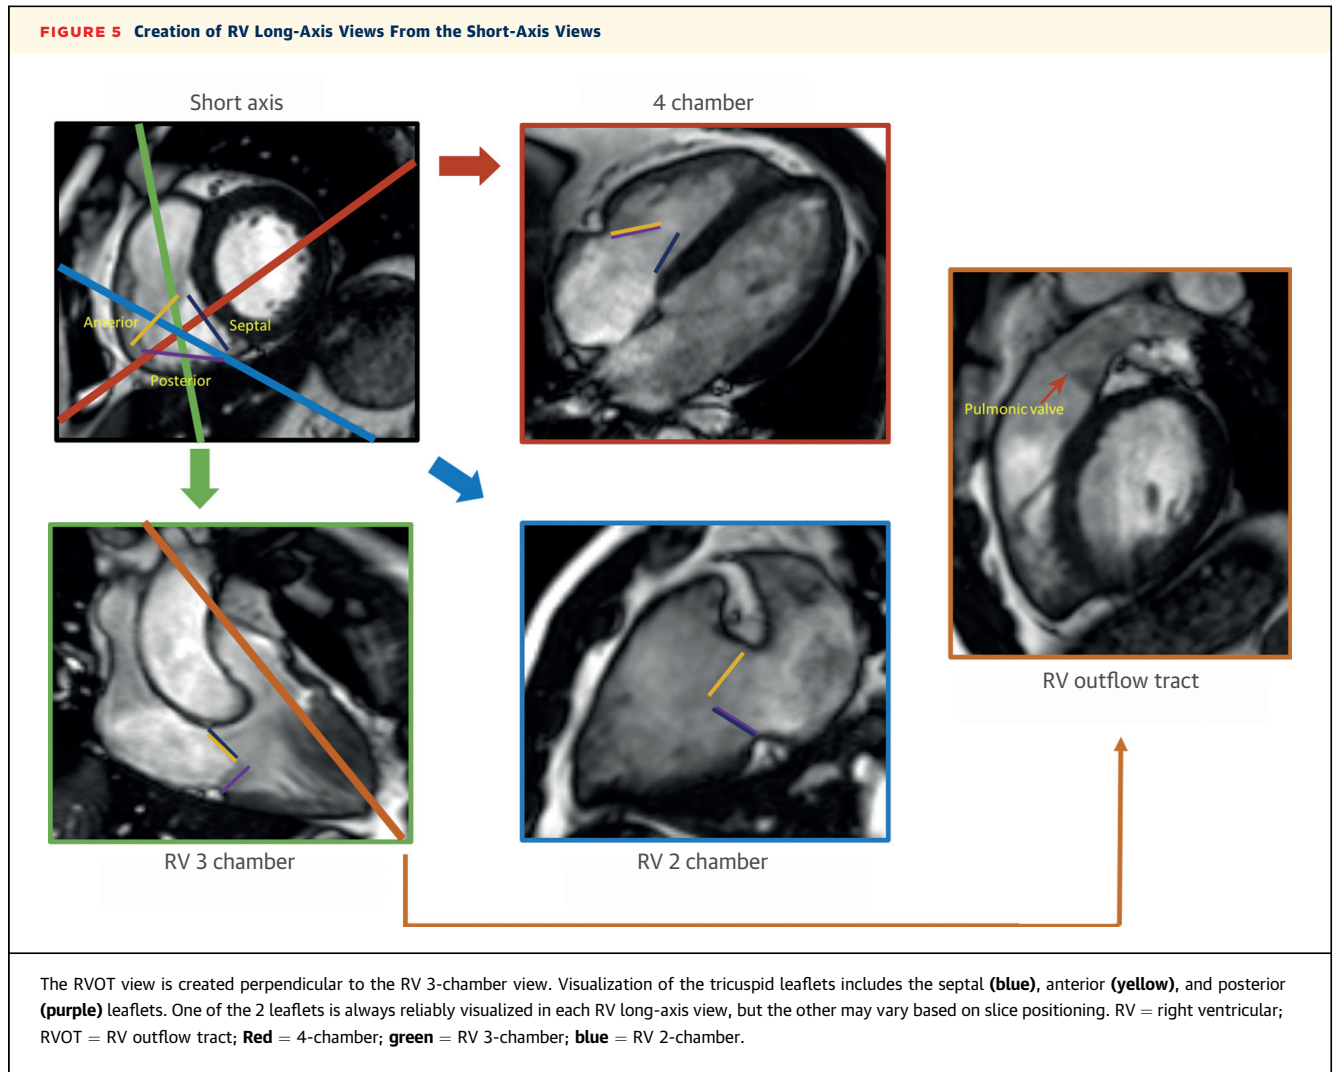 FIGURE 5 Creation of RV Long-Axis Views From the Short-Axis Views
Short axis
4 chamber
Anterior
Septal
Posterior
Pulmonic valve
RV outflow tract
RV 3 chamber
RV 2 chamber
The RVOT view is created perpendicular to the RV 3-chamber view. Visualization of the tricuspid leaflets includes the septal (blue), anterior (yellow), and posterior
(purple) leaflets. One of the 2 leaflets is always reliably visualized in each RV long-axis view, but the other may vary based on slice positioning. RV = right ventricular;
RVOT = RV outflow tract; Red = 4-chamber; green = RV 3-chamber; blue = RV 2-chamber.